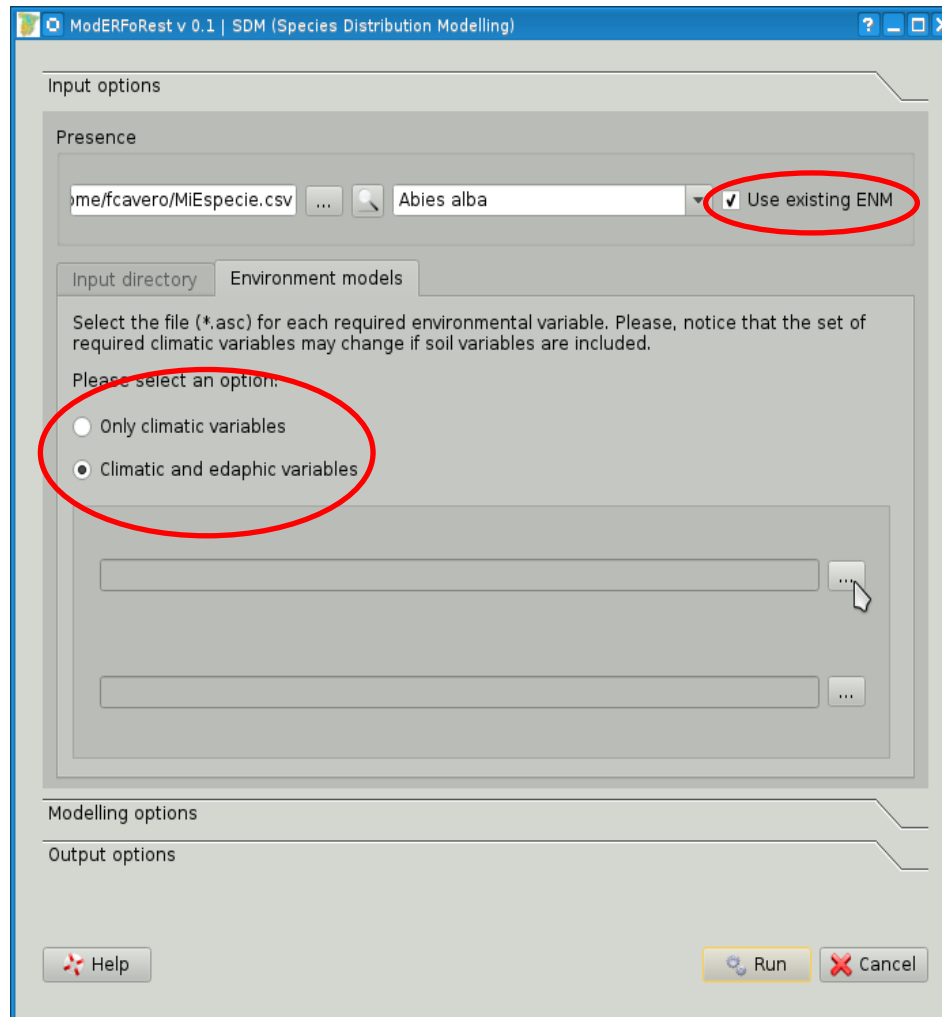 ModERFoRest v 0.1 | SDM (Species Distribution Modelling)
Input options
Presence
ome/fcavero/MiEspecie.csv ... Abies alba Use existing ENM
Input directory Environment models
Select the file (*.asc) for each required environmental variable. Please, notice that the set of
required climatic variables may change if soil variables are included.
Please select an option:
Only climatic variables
Climatic and edaphic variables
...
...
Modelling options
Output options
Help Run Cancel